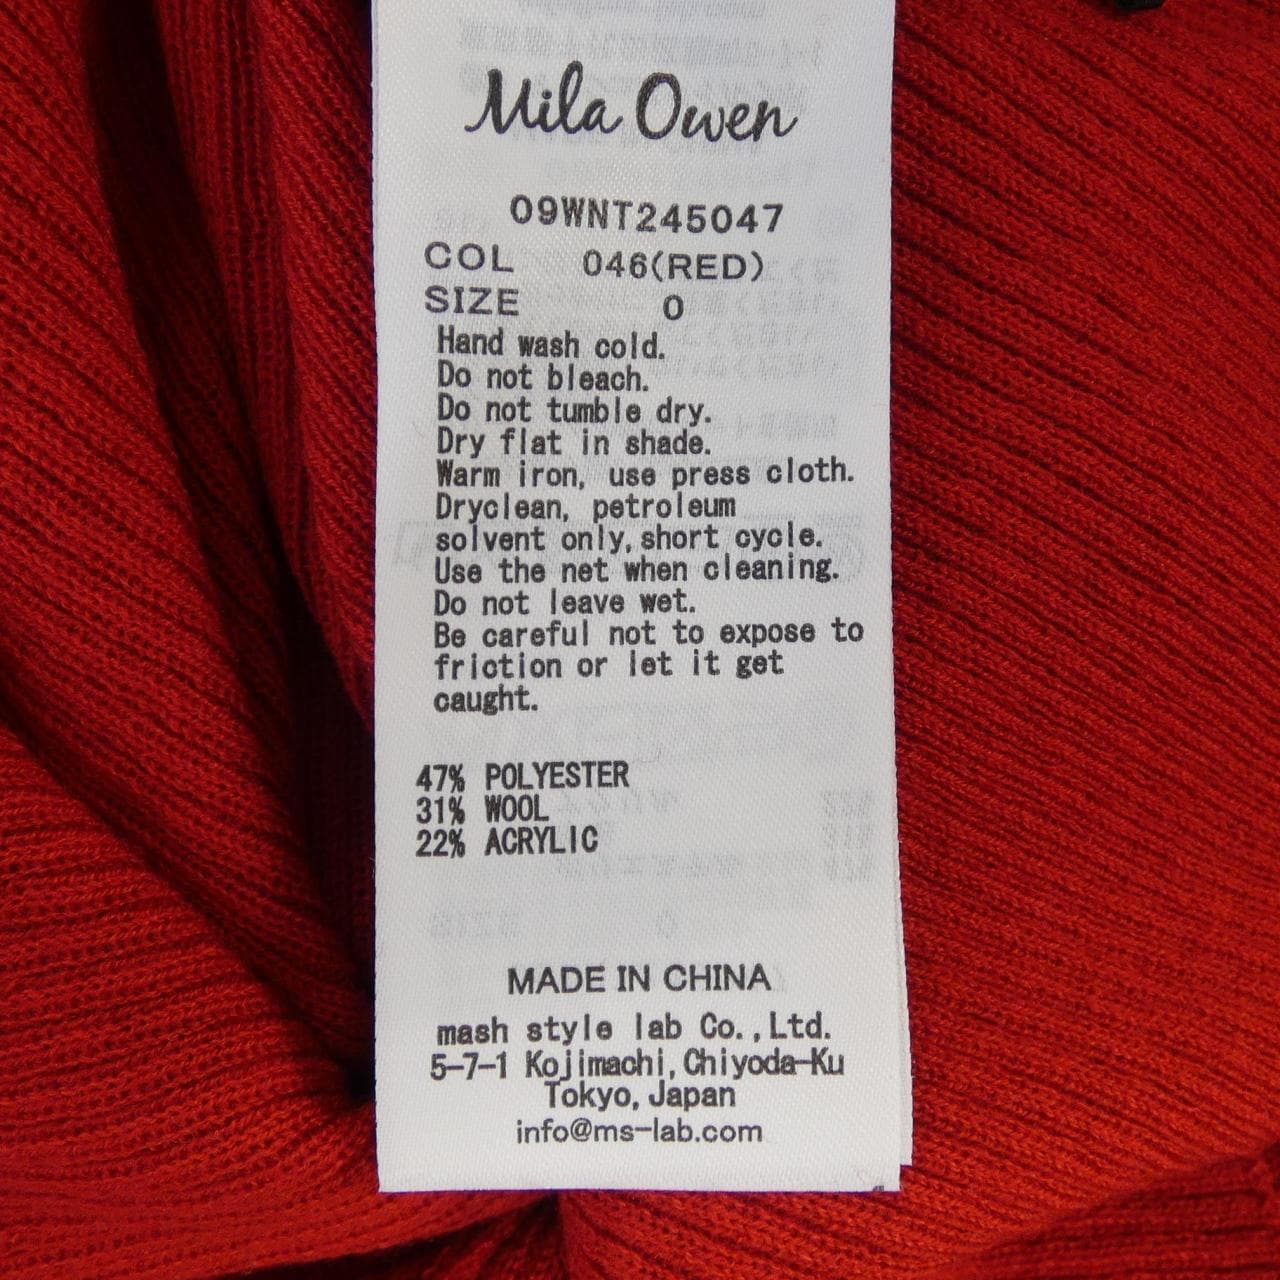 Mila Owen
09WNT245047
COL 046(RED)
SIZE 0
Hand wash cold.
Do not bleach.
Do not tumble dry.
Dry flat in shade.
Warm iron, use press cloth.
Dryclean, petroleum
solvent only, short cycle.
Use the net when cleaning.
Do not leave wet.
Be careful not to expose to
friction or let it get
caught.
47% POLYESTER
31% WOOL
22% ACRYLIC
MADE IN CHINA
mash style lab Co., Ltd.
5-7-1 Kojimachi, Chiyoda-Ku
Tokyo, Japan
info@ms-lab.com